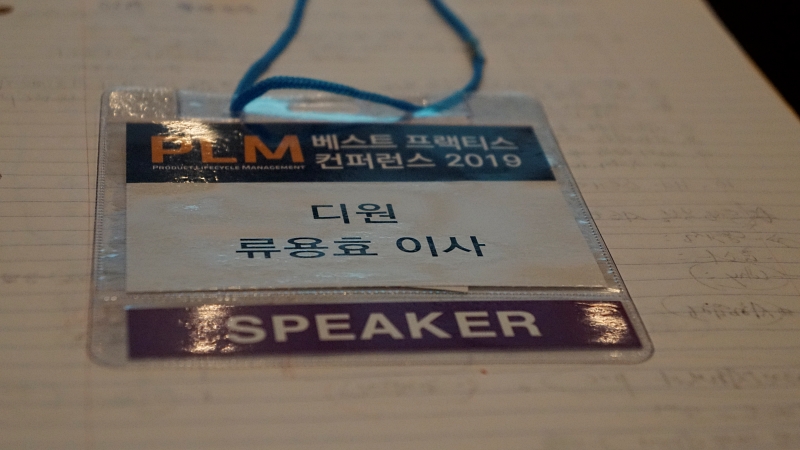 PLM 베스트 프랙티스
PRODUCT LIFECYCLE MANAGEMENT 컨퍼런스 2019
디원
류용효 이사
SPEAKER